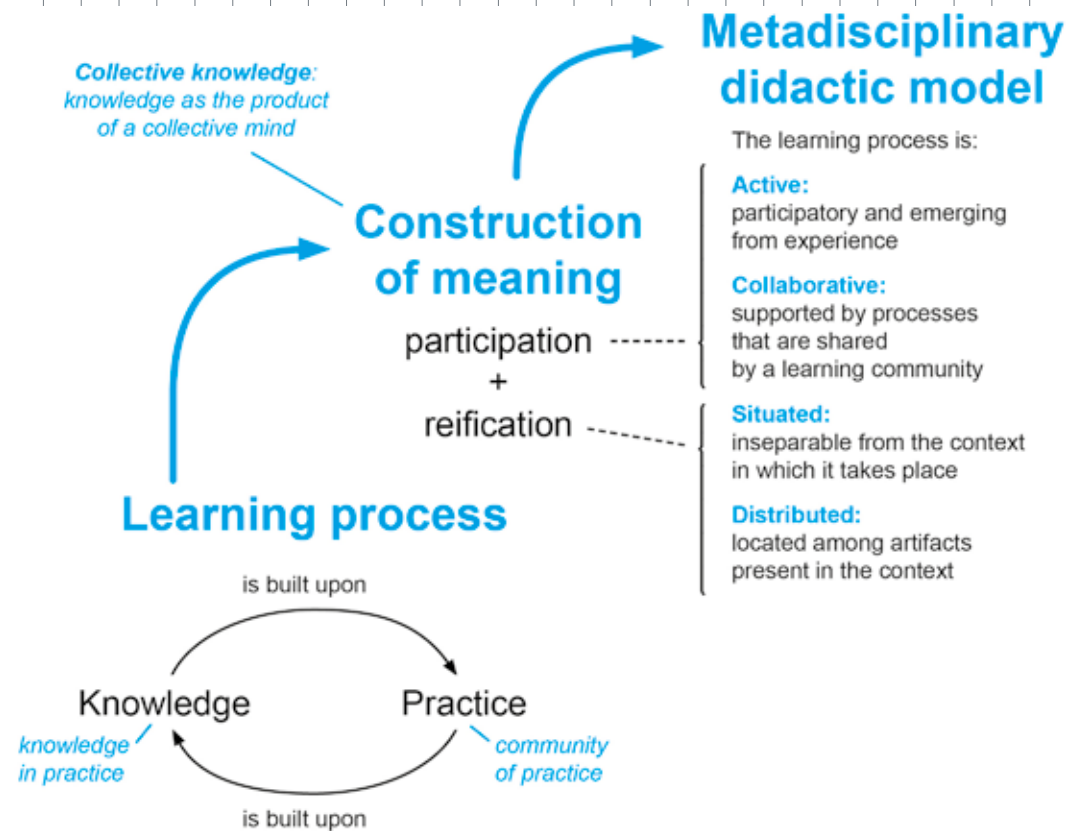 Metadisciplinary
didactic model
The learning process is:
Active:
participatory and emerging
from experience
Collaborative:
supported by processes
that are shared
by a learning community
Situated:
inseparable from the context
in which it takes place
Distributed:
located among artifacts
present in the context
Collective knowledge:
knowledge as the product
of a collective mind
Construction
of meaning
participation
+
reification
Learning process
is built upon
Knowledge
Practice
knowledge
in practice
community
of practice
is built upon